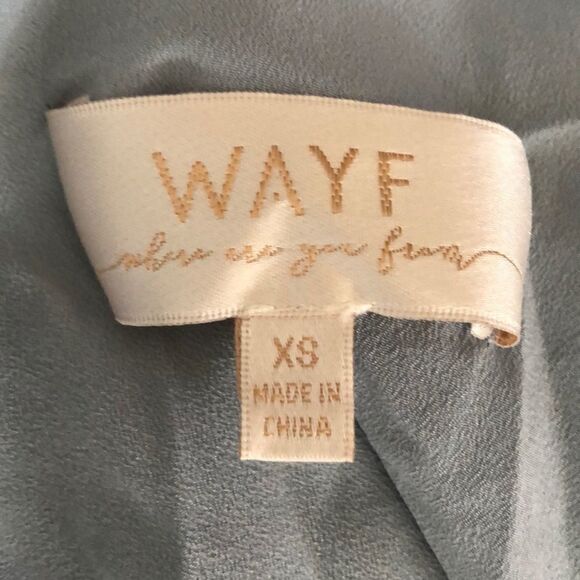 WAYF
where are you from
XS
MADE IN
CHINA